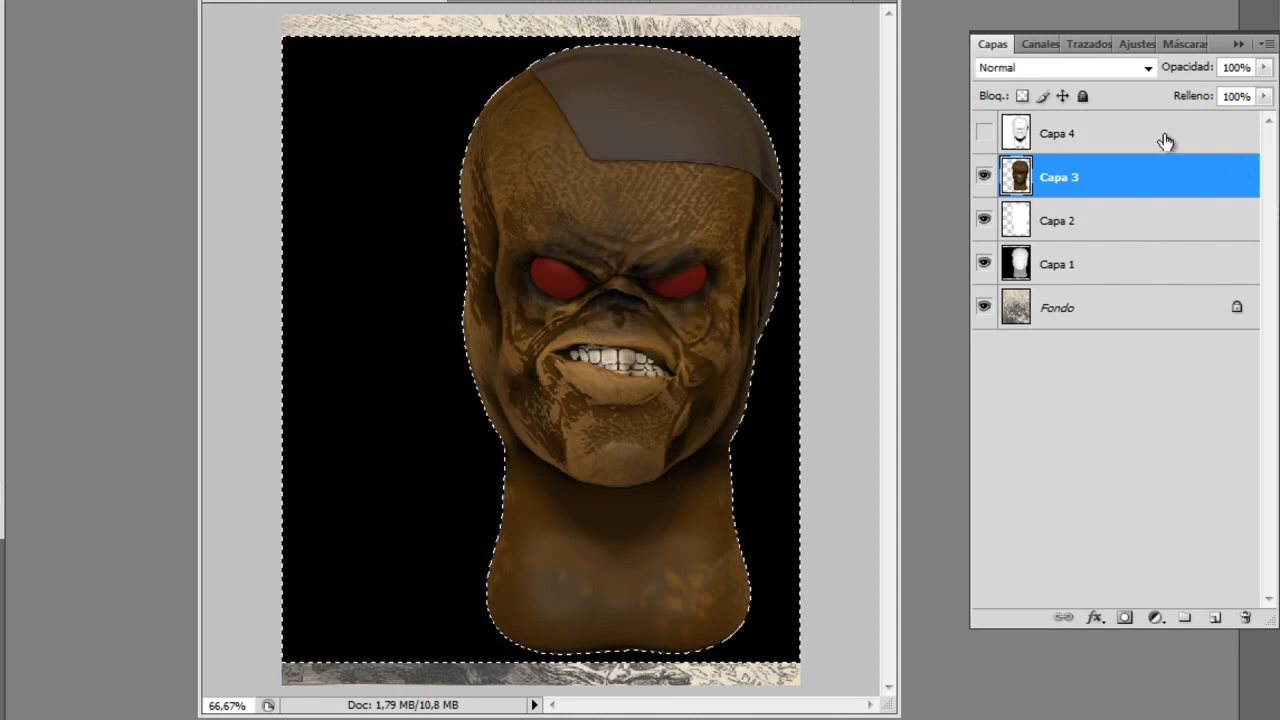 Capas Canales Trazados Ajustes Máscaras
Normal Opacidad: 100%
Bloq.: Relleno: 100%
Capa 4
Capa 3
Capa 2
Capa 1
Fondo
fx
66,67% Doc: 1,79 MB/10,8 MB